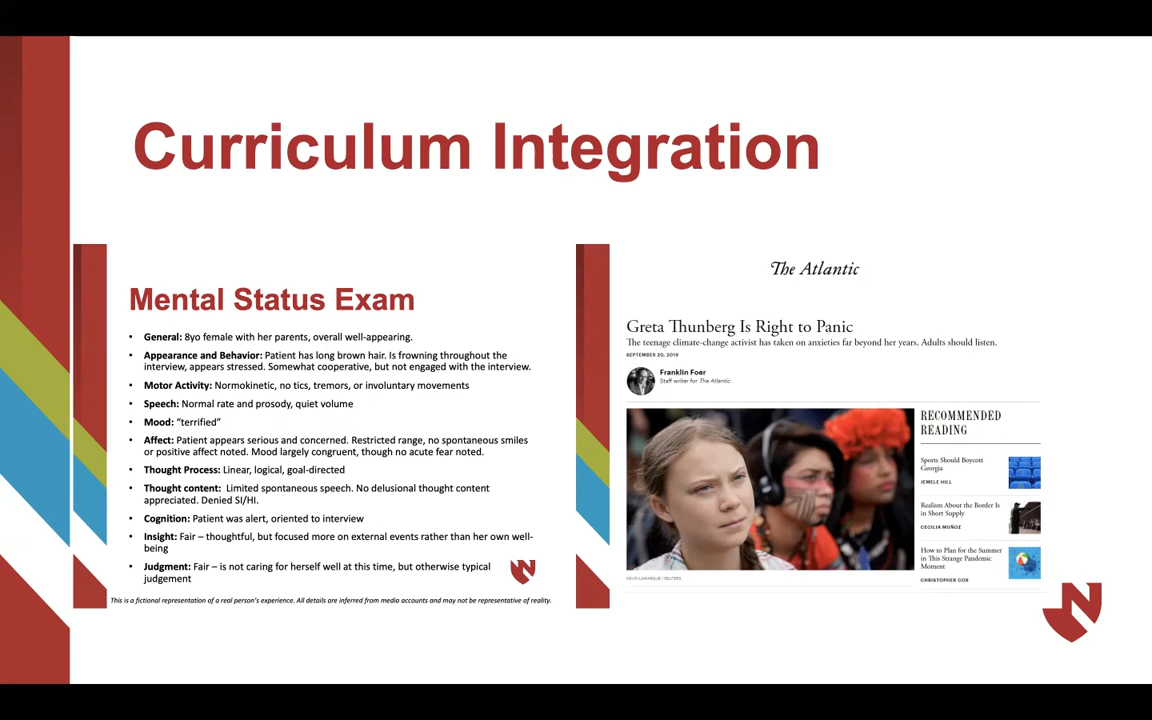 Curriculum Integration
Mental Status Exam
• General: 8yo female with her parents, overall well-appearing.
• Appearance and Behavior: Patient has long brown hair. Is frowning throughout the
interview, appears stressed. Somewhat cooperative, but not engaged with the interview.
• Motor Activity: Normokinetic, no tics, tremors, or involuntary movements
• Speech: Normal rate and prosody, quiet volume
• Mood: “terrified”
• Affect: Patient appears serious and concerned. Restricted range, no spontaneous smiles
or positive affect noted. Mood largely congruent, though no acute fear noted.
• Thought Process: Linear, logical, goal-directed
• Thought content: Limited spontaneous speech. No delusional thought content
appreciated. Denied SI/HI.
• Cognition: Patient was alert, oriented to interview
• Insight: Fair – thoughtful, but focused more on external events rather than her own well-
being
• Judgment: Fair – is not caring for herself well at this time, but otherwise typical
judgement
This is a fictional representation of a real person's experience. All details are inferred from media accounts and may not be representative of reality.
The Atlantic
Greta Thunberg Is Right to Panic
The teenage climate-change activist has taken on anxieties far beyond her years. Adults should listen.
SEPTEMBER 20, 2019
Franklin Foer
Staff writer for The Atlantic
KEVIN LAMARQUE / REUTERS
RECOMMENDED
READING
Sports Should Boycott
Georgia
JEMELE HILL
Realism About the Border Is
in Short Supply
CECILIA MUÑOZ
How to Plan for the Summer
in This Strange Pandemic
Moment
CHRISTOPHER COX
N